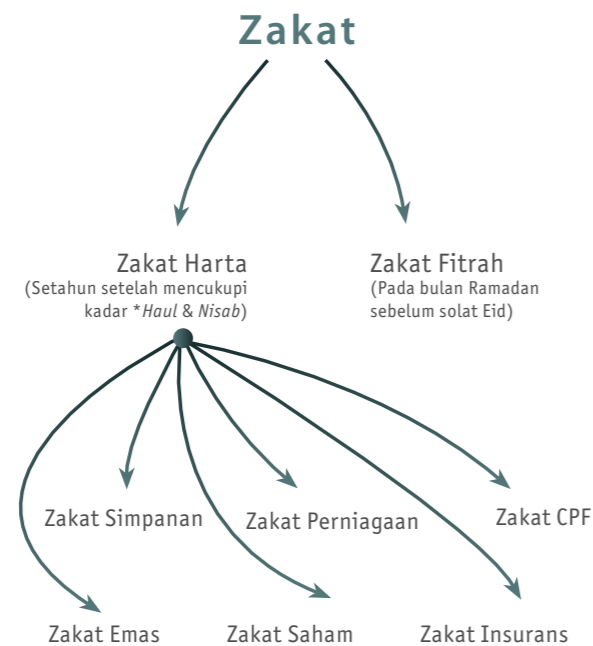 Zakat
Zakat Harta
(Setahun setelah mencukupi
kadar *Haul & Nisab)
Zakat Fitrah
(Pada bulan Ramadan
sebelum solat Eid)
Zakat Simpanan
Zakat Perniagaan
Zakat CPF
Zakat Emas
Zakat Saham
Zakat Insurans